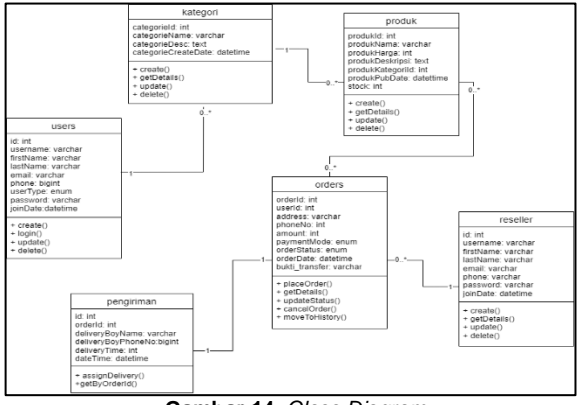 kategori
categorieId: int
categorieName: varchar
categorieDesc: text
categorieCreateDate: datetime
+ create()
+ getDetails()
+ update()
+ delete()
produk
produkId: int
produkNama: varchar
produkHarga: int
produkDeskripsi: text
produkKategoriId: int
produkPubDate: datetime
stock: int
+ create()
+ getDetails()
+ update()
+ delete()
1
0..*
0..*
0..*
users
id: int
username: varchar
firstName: varchar
lastName: varchar
email: varchar
phone: bigint
userType: enum
password: varchar
joinDate:datetime
+ create()
+ login()
+ update()
+ delete()
1
0..*
orders
orderId: int
userId: int
address: varchar
phoneNo: int
amount: int
paymentMode: enum
orderStatus: enum
orderDate: datetime
bukti_transfer: varchar
+ placeOrder()
+ getDetails()
+ updateStatus()
+ cancelOrder()
+ moveToHistory()
1
0..*
reseller
id: int
username: varchar
firstName: varchar
lastName: varchar
email: varchar
phone: varchar
password: varchar
joinDate: datetime
+ create()
+ getDetails()
+ update()
+ delete()
1
pengiriman
id: int
orderId: int
deliveryBoyName: varchar
deliveryBoyPhoneNo:bigint
deliveryTime: int
dateTime: datetime
+ assignDelivery()
+getByOrderId()
1
Gambar 14. Class Diagram